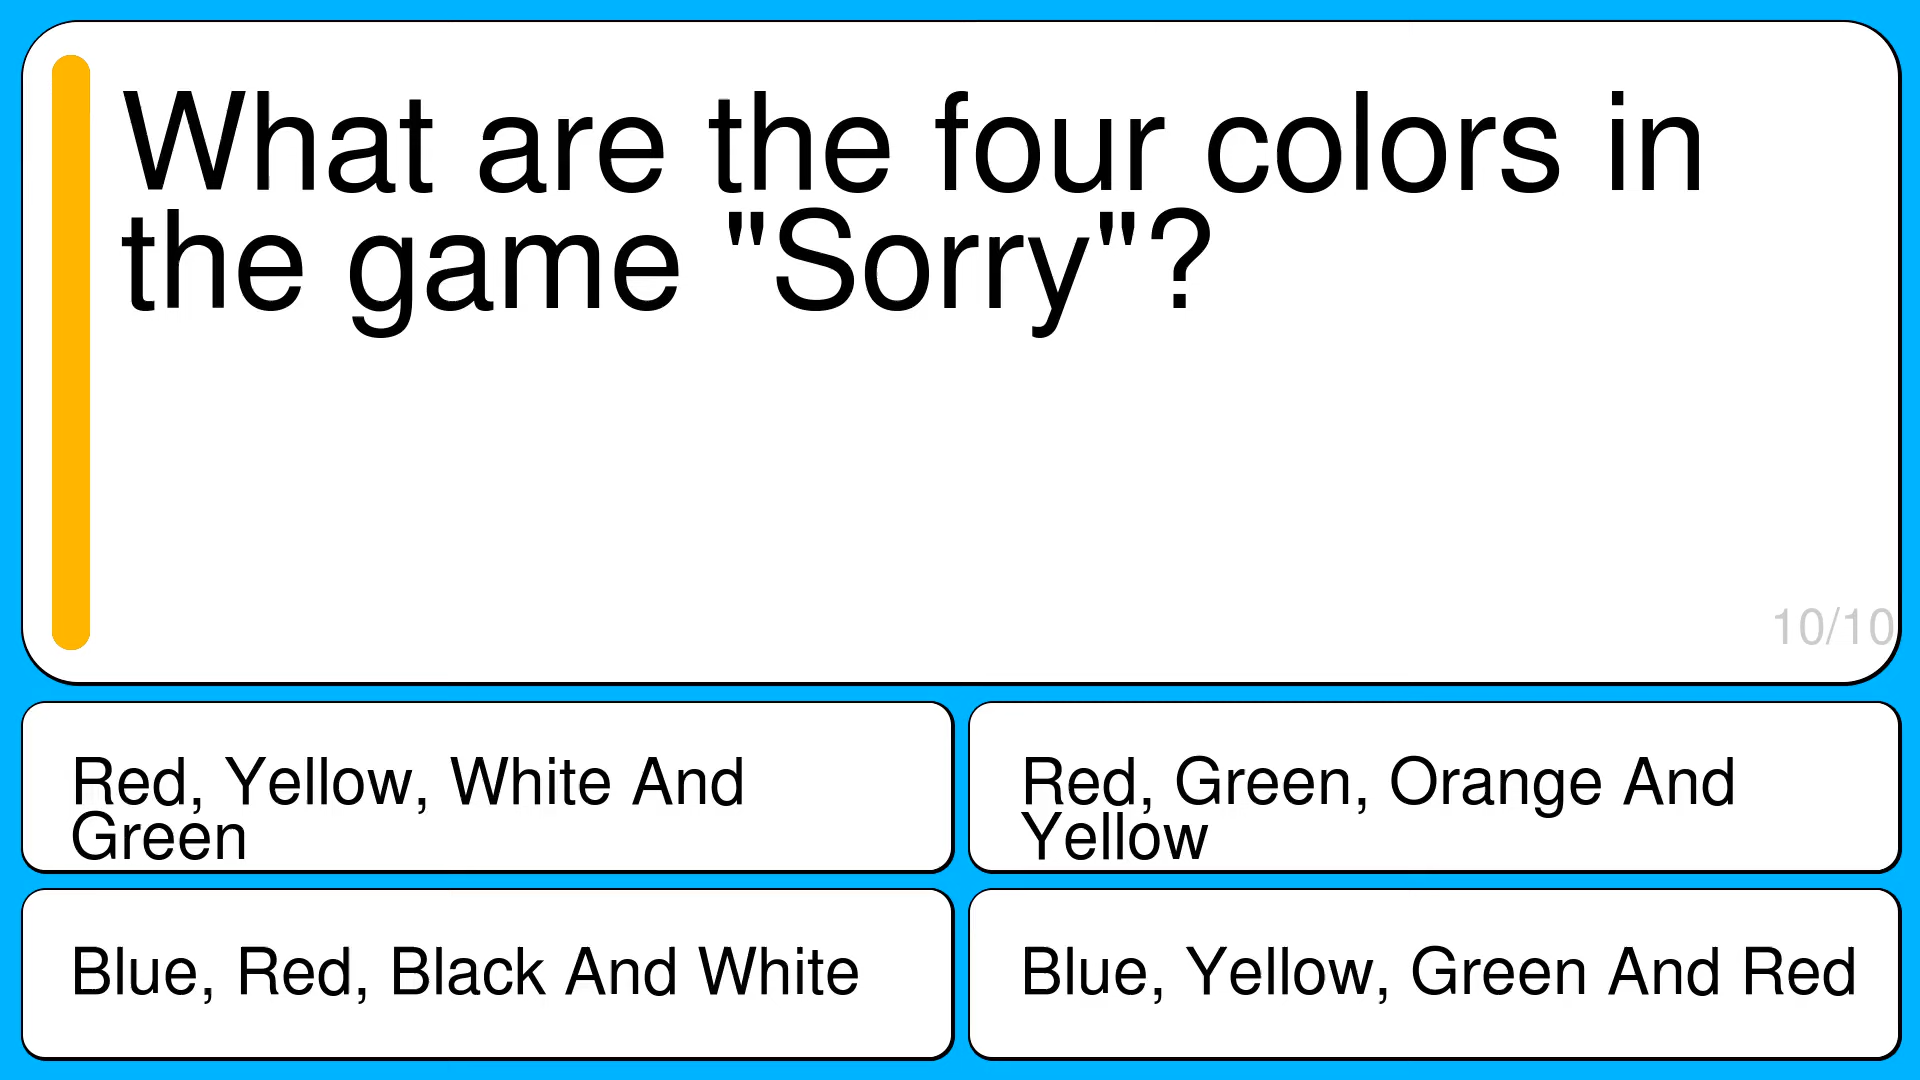 What are the four colors in
the game "Sorry"?
10/10
Red, Yellow, White And
Green
Red, Green, Orange And
Yellow
Blue, Red, Black And White
Blue, Yellow, Green And Red